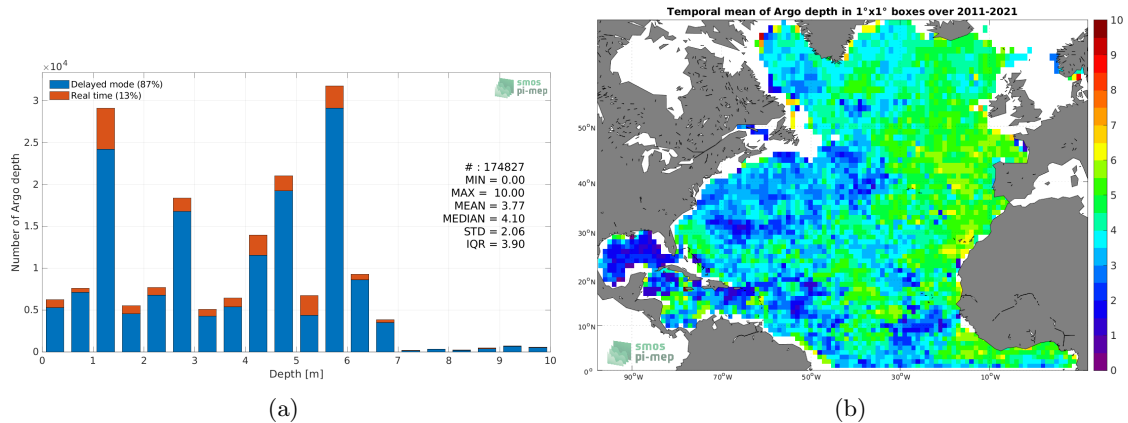 ×10⁴
Delayed mode (87%)
Real time (13%)
smos
pi-mep
# : 174827
MIN = 0.00
MAX = 10.00
MEAN = 3.77
MEDIAN = 4.10
STD = 2.06
IQR = 3.90
Number of Argo depth
3
2.5
2
1.5
1
0.5
0
0 1 2 3 4 5 6 7 8 9 10
Depth [m]
(a)
Temporal mean of Argo depth in 1°x1° boxes over 2011-2021
50°N
40°N
30°N
20°N
10°N
0°
90°W 70°W 50°W 30°W 10°W
smos
pi-mep
10
9
8
7
6
5
4
3
2
1
0
(b)